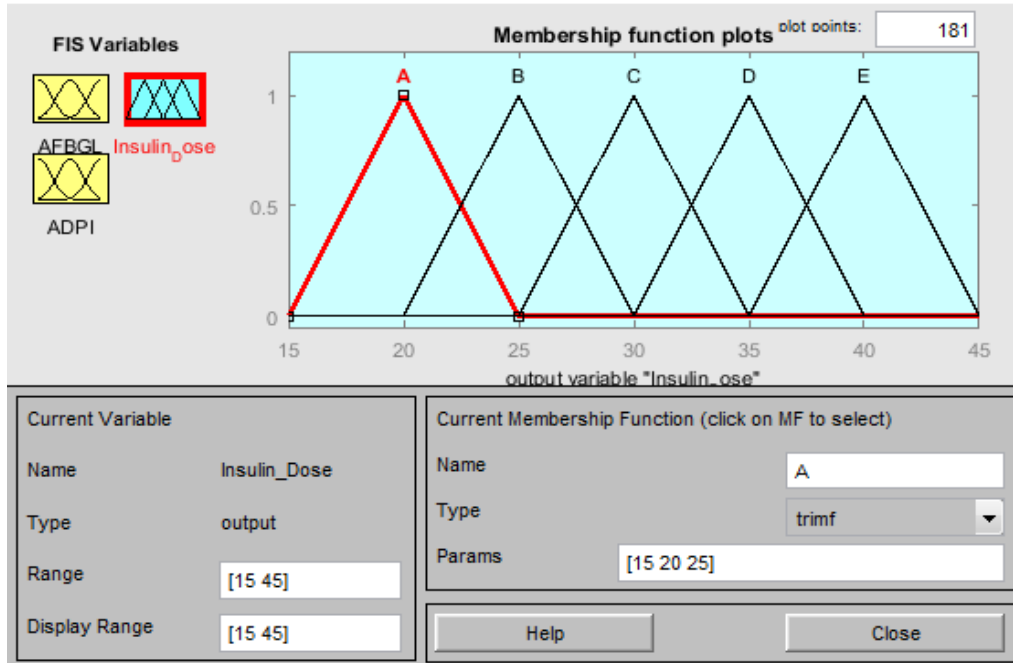 FIS Variables
Membership function plots
plot points:
181
AFBGL
Insulin_Dose
ADPI
A
B
C
D
E
1
0.5
0
15
20
25
30
35
40
45
output variable "Insulin_ose"
Current Variable
Name
Insulin_Dose
Type
output
Range
[15 45]
Display Range
[15 45]
Current Membership Function (click on MF to select)
Name
A
Type
trimf
Params
[15 20 25]
Help
Close